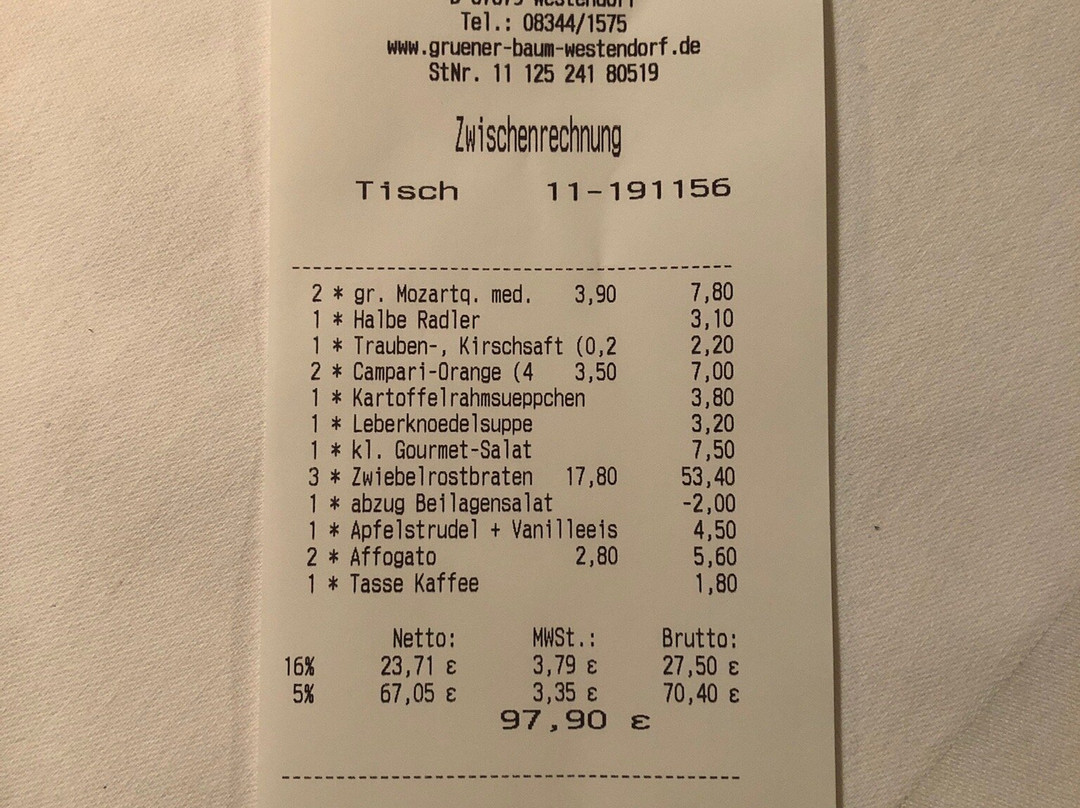 Tel.: 08344/1575
www.gruener-baum-westendorf.de
StNr. 11 125 241 80519
Zwischenrechnung
Tisch 11-191156
2 * gr. Mozartq. med. 3,90 7,80
1 * Halbe Radler 3,10
1 * Trauben-, Kirschsaft (0,2 2,20
2 * Campari-Orange (4 3,50 7,00
1 * Kartoffelrahmsueppchen 3,80
1 * Leberknoedelsuppe 3,20
1 * kl. Gourmet-Salat 7,50
3 * Zwiebelrostbraten 17,80 53,40
1 * abzug Beilagensalat -2,00
1 * Apfelstrudel + Vanilleeis 4,50
2 * Affogato 2,80 5,60
1 * Tasse Kaffee 1,80
Netto: MWSt.: Brutto:
16% 23,71 € 3,79 € 27,50 €
5% 67,05 € 3,35 € 70,40 €
97,90 €